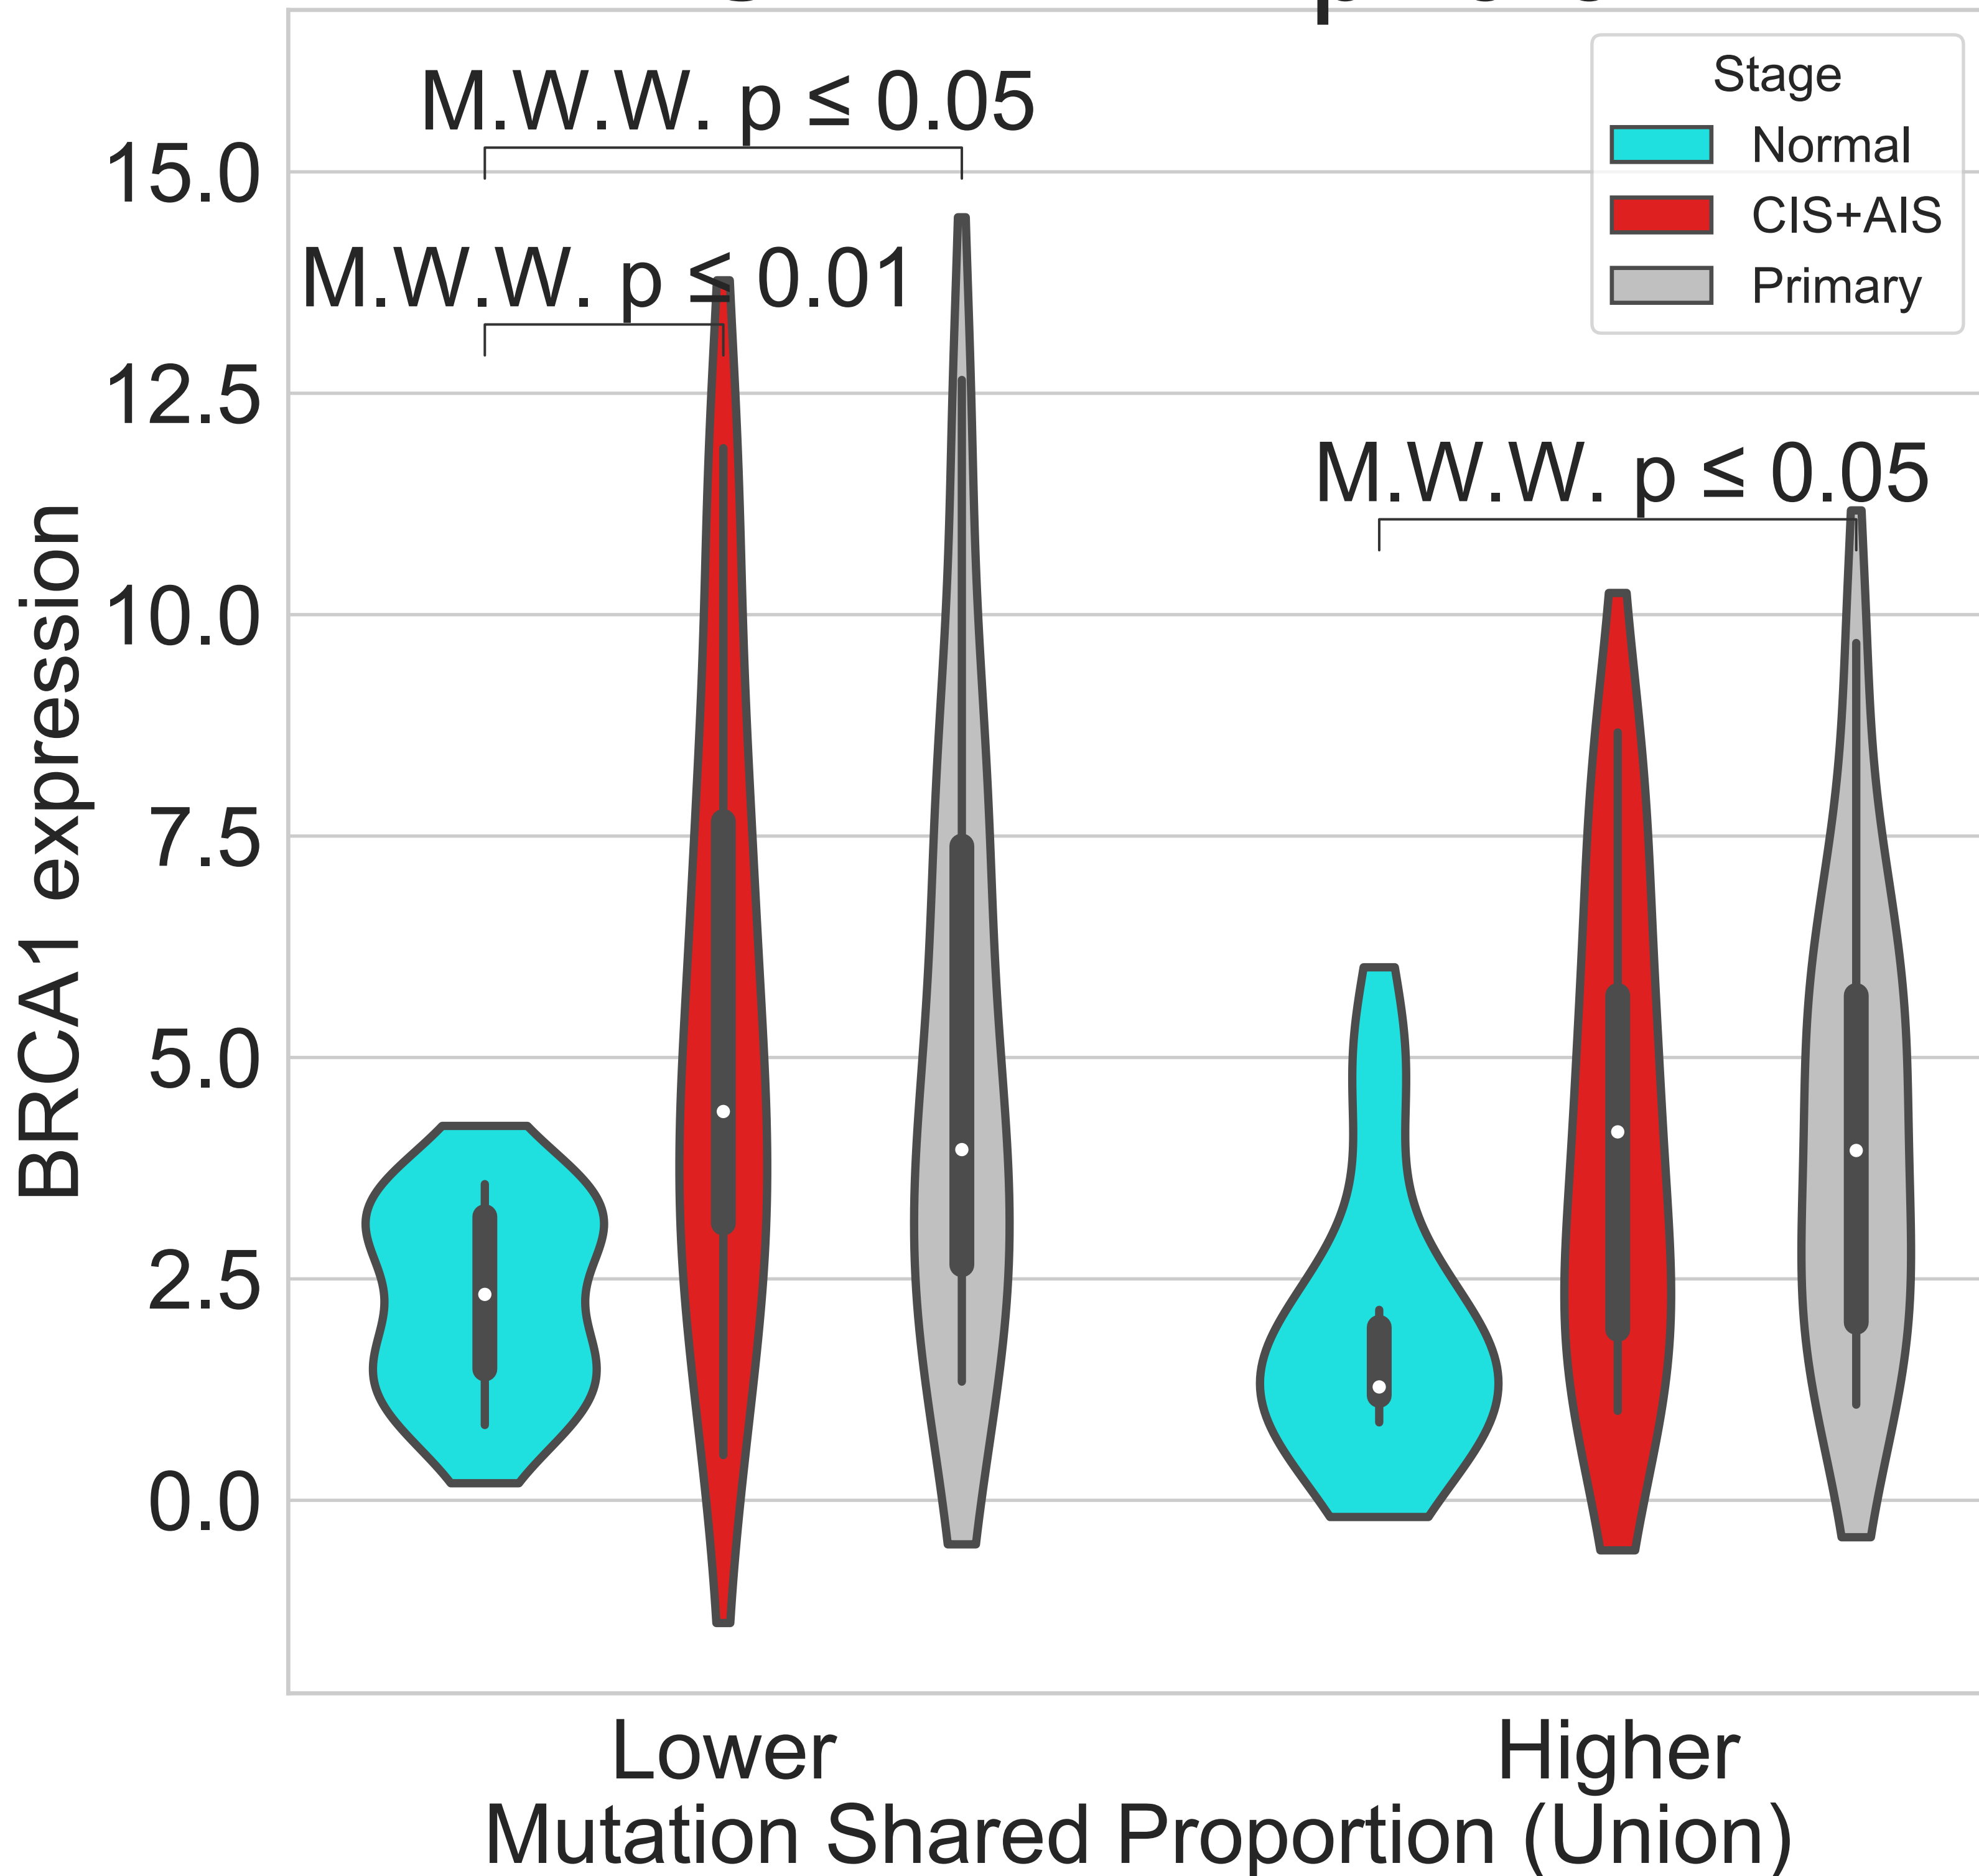 M.W.W. p ≤ 0.05
M.W.W. p ≤ 0.01
M.W.W. p ≤ 0.05
Stage
Normal
CIS+AIS
Primary
15.0
12.5
10.0
7.5
5.0
2.5
0.0
BRCA1 expression
Lower
Higher
Mutation Shared Proportion (Union)